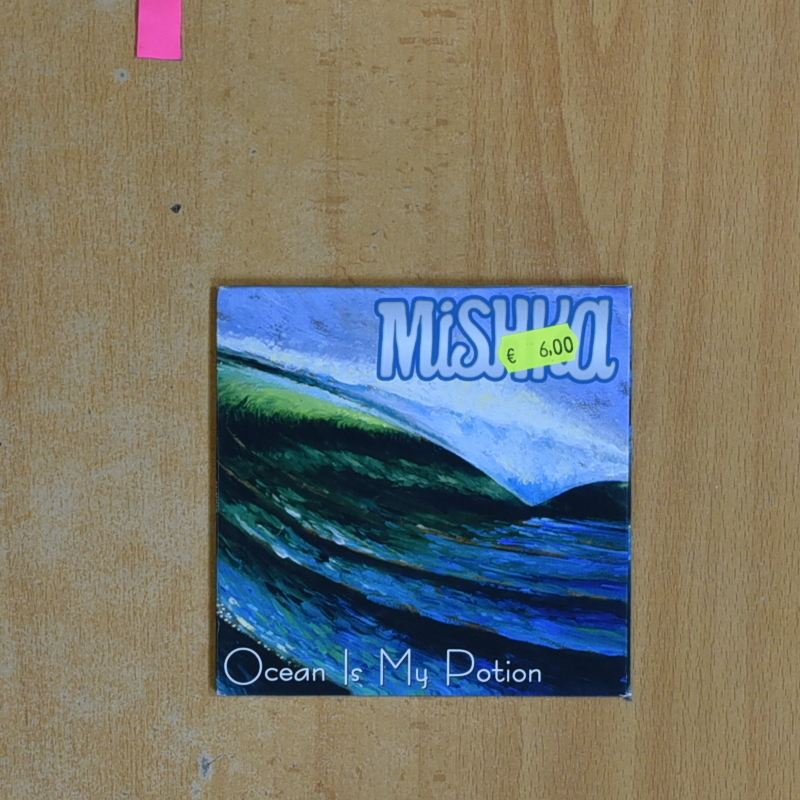 MiSHKa
€ 6,00
Ocean Is My Potion